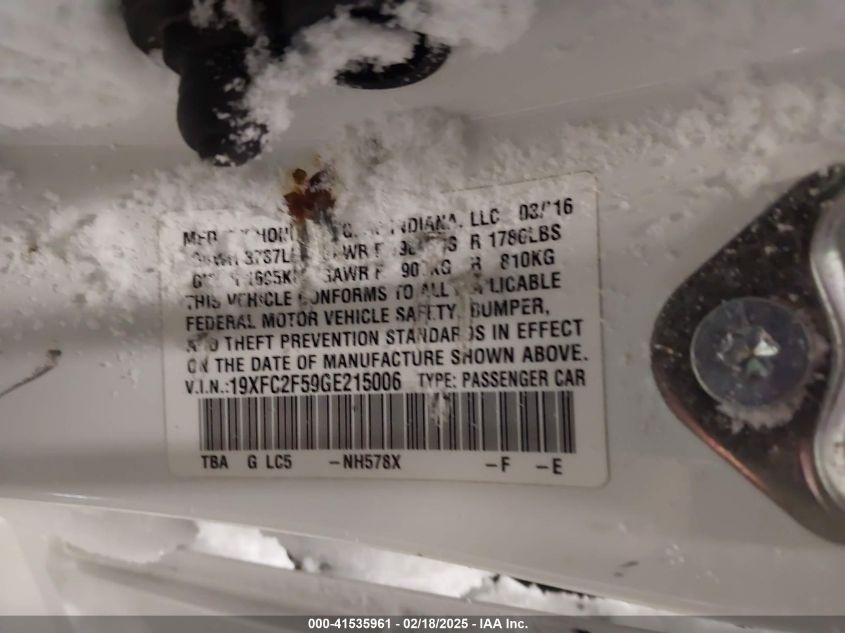 INDIANA, LLC 03/16
R 1786LBS
810KG
THIS VEHICLE CONFORMS TO ALL APPLICABLE
FEDERAL MOTOR VEHICLE SAFETY, BUMPER,
AND THEFT PREVENTION STANDARDS IN EFFECT
ON THE DATE OF MANUFACTURE SHOWN ABOVE.
V.I.N.:19XFC2F59GE215006 TYPE: PASSENGER CAR
TBA G LC5 -NH578X -F -E
000-41535961 - 02/18/2025 - IAA Inc.